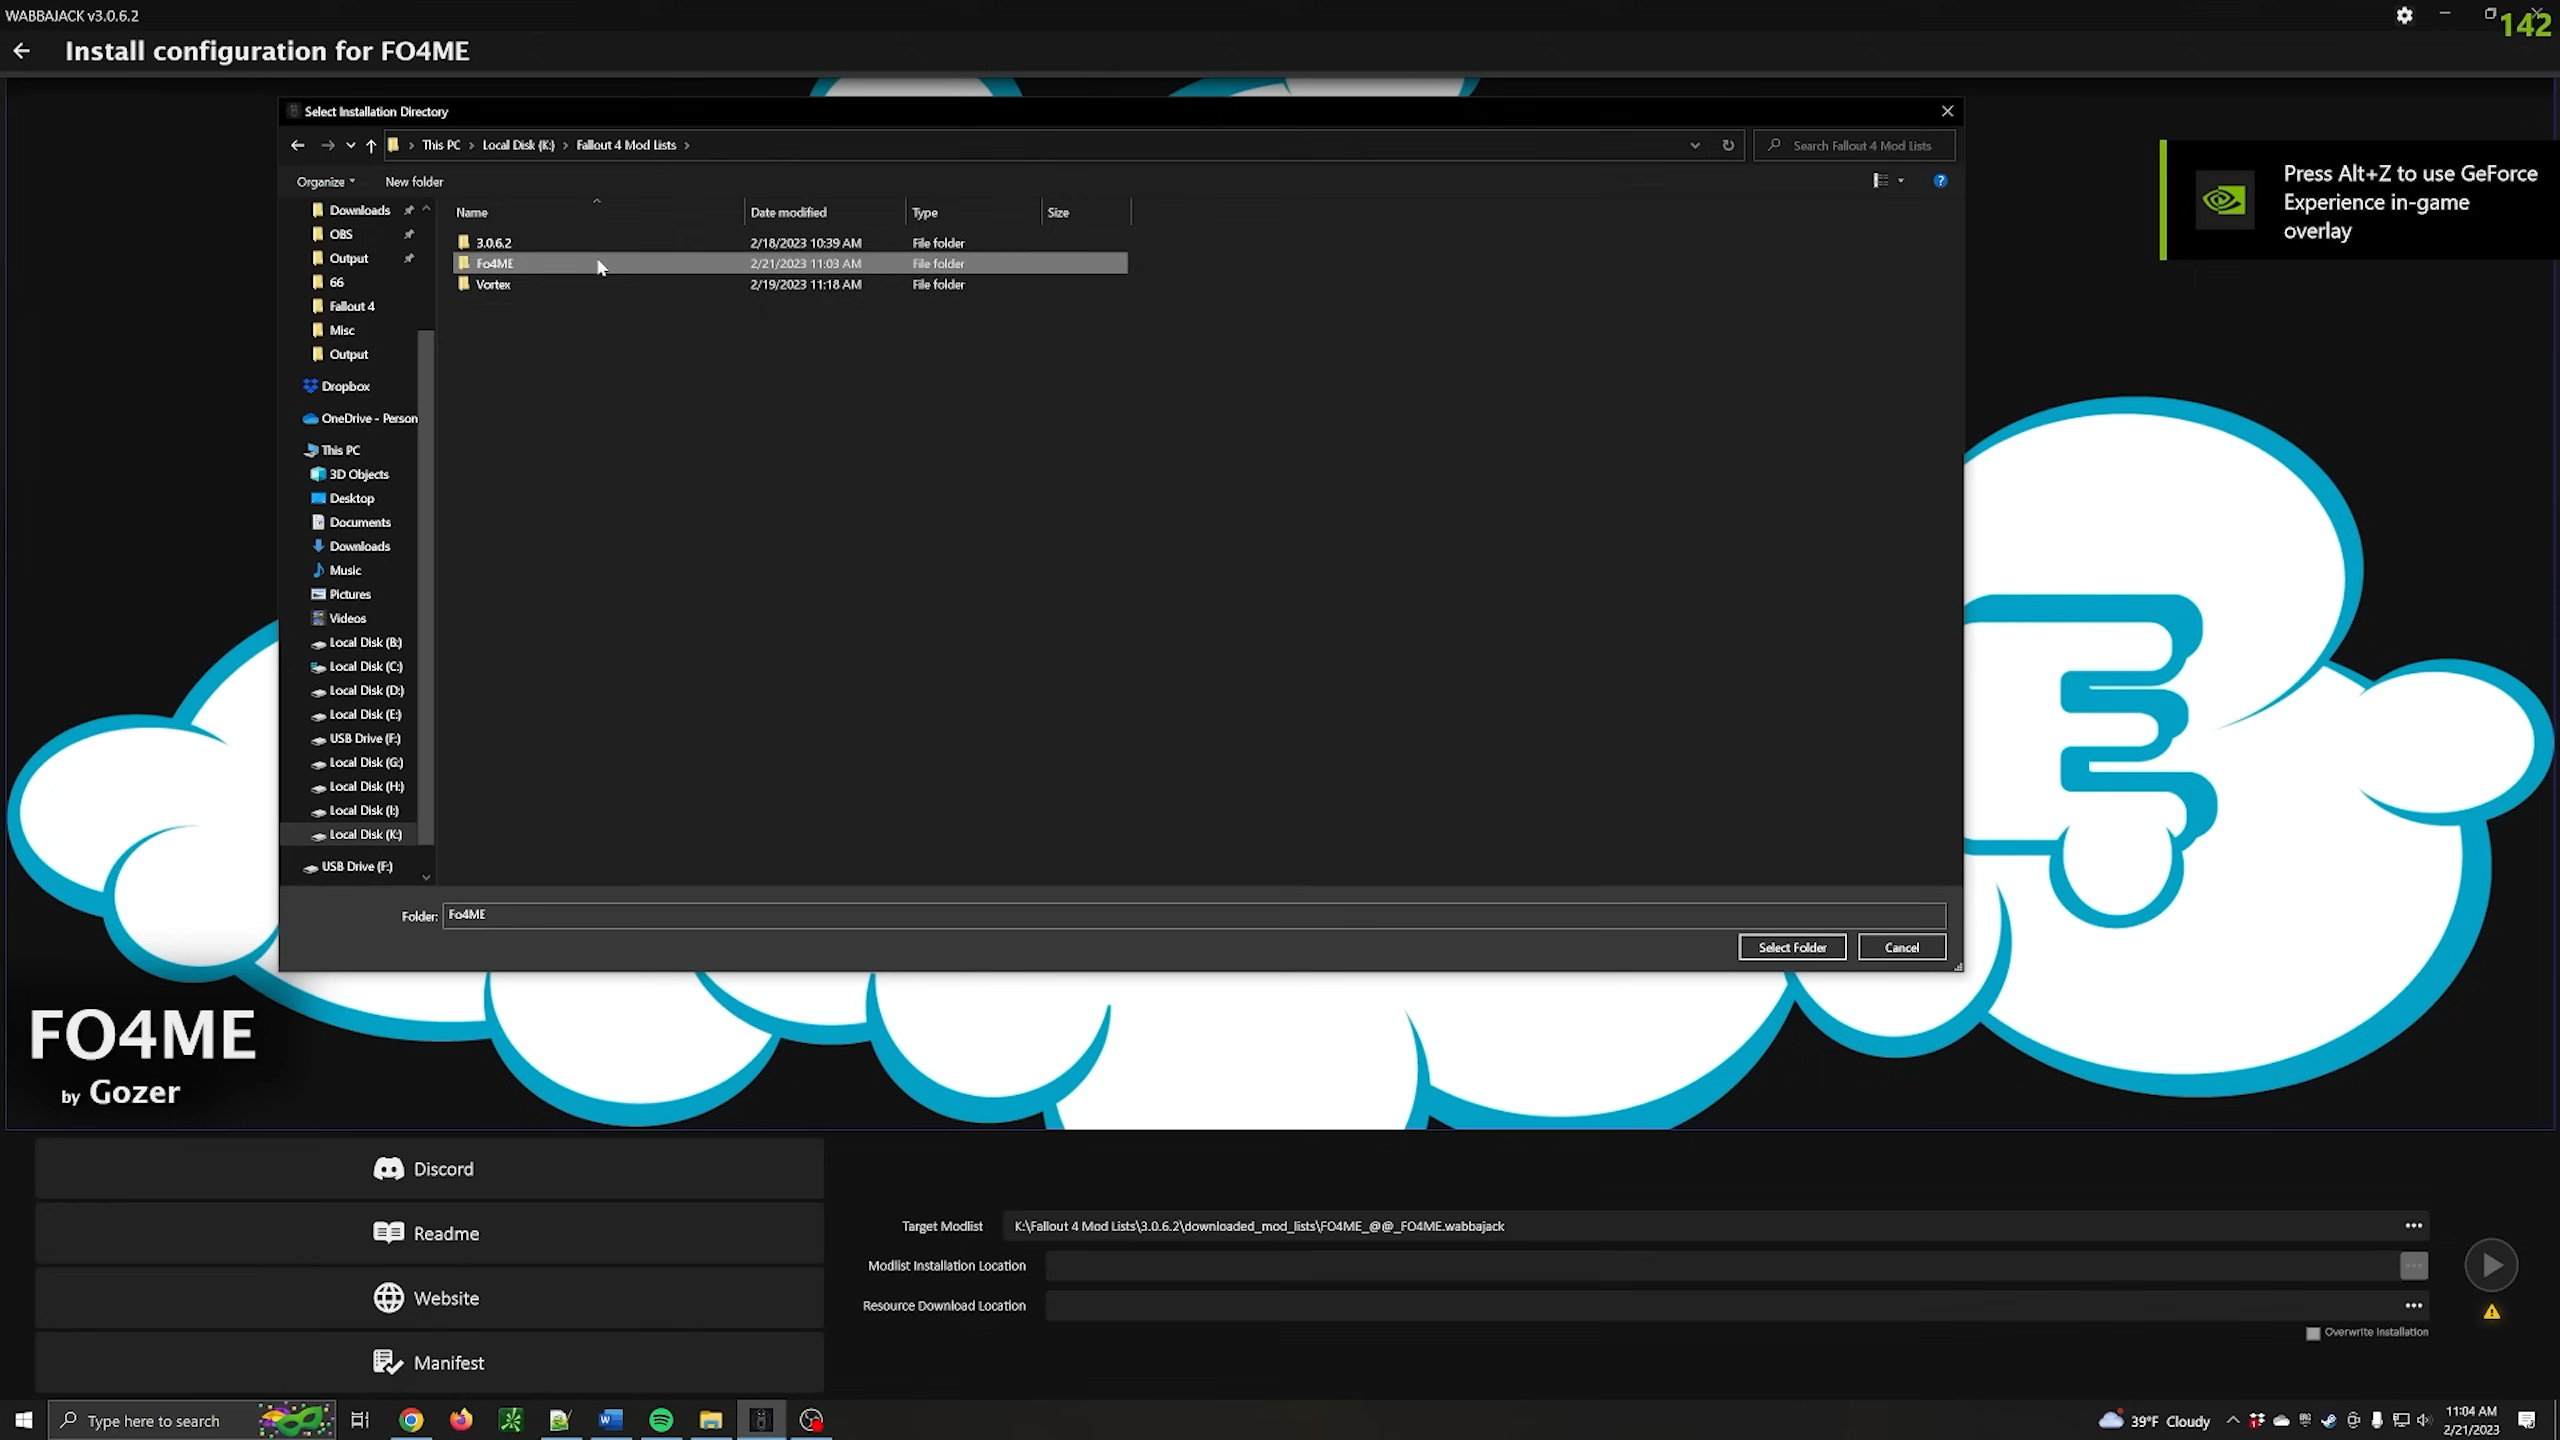 WABBAJACK v3.0.6.2
142
Install configuration for FO4ME
Select Installation Directory
This PC > Local Disk (K:) > Fallout 4 Mod Lists >
Search Fallout 4 Mod Lists
Organize
New folder
Press Alt+Z to use GeForce
Experience in-game
overlay
Name Date modified Type Size
3.0.6.2 2/18/2023 10:39 AM File folder
Fo4ME 2/21/2023 11:03 AM File folder
Vortex 2/19/2023 11:18 AM File folder
Downloads
OBS
Output
66
Fallout 4
Misc
Output
Dropbox
OneDrive - Person
This PC
3D Objects
Desktop
Documents
Downloads
Music
Pictures
Videos
Local Disk (B:)
Local Disk (C:)
Local Disk (D:)
Local Disk (E:)
USB Drive (F:)
Local Disk (G:)
Local Disk (H:)
Local Disk (I:)
Local Disk (K:)
USB Drive (F:)
Folder: Fo4ME
Select Folder
Cancel
E
FO4ME
by Gozer
Discord
Readme
Website
Manifest
Target Modlist K:\Fallout 4 Mod Lists\3.0.6.2\downloaded_mod_lists\FO4ME_@@_FO4ME.wabbajack
Modlist Installation Location
Resource Download Location
Overwrite Installation
Type here to search
39°F Cloudy
11:04 AM
2/21/2023